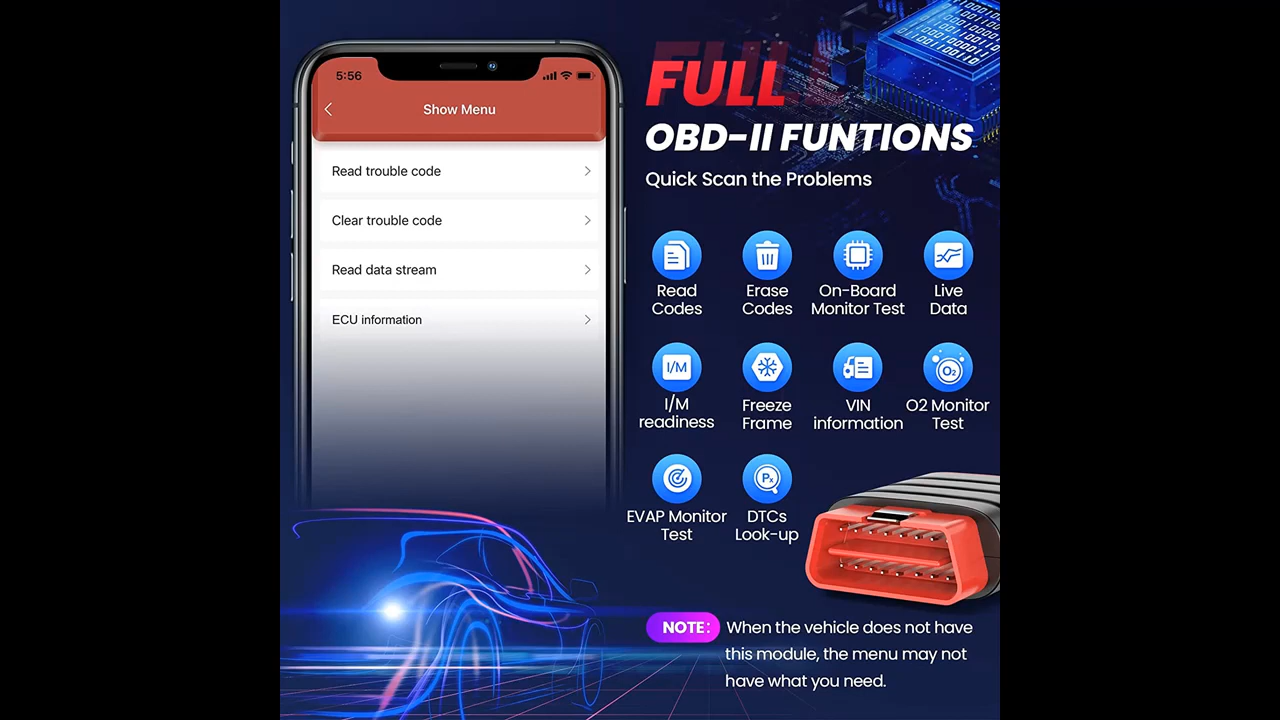 5:56
Show Menu
Read trouble code
Clear trouble code
Read data stream
ECU information
FULL
OBD-II FUNTIONS
Quick Scan the Problems
Read
Codes
Erase
Codes
On-Board
Monitor Test
Live
Data
I/M
I/M
readiness
Freeze
Frame
VIN
information
O2
O2 Monitor
Test
EVAP Monitor
Test
Px
DTCs
Look-up
NOTE: When the vehicle does not have
this module, the menu may not
have what you need.